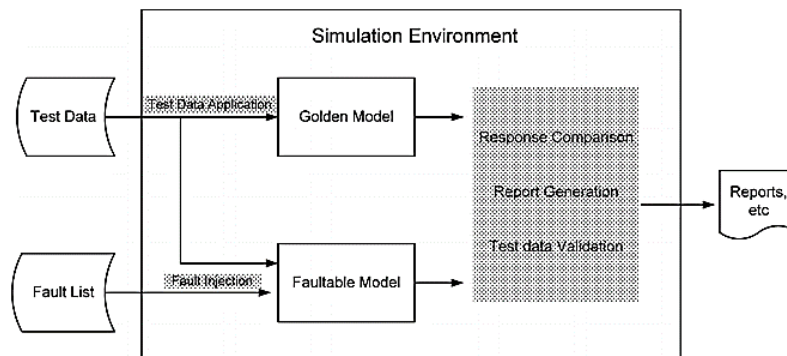 Simulation Environment
Test Data
Test Data Application
Golden Model
Response Comparison
Report Generation
Test data Validation
Reports,
etc
Fault List
Fault Injection
Faultable Model